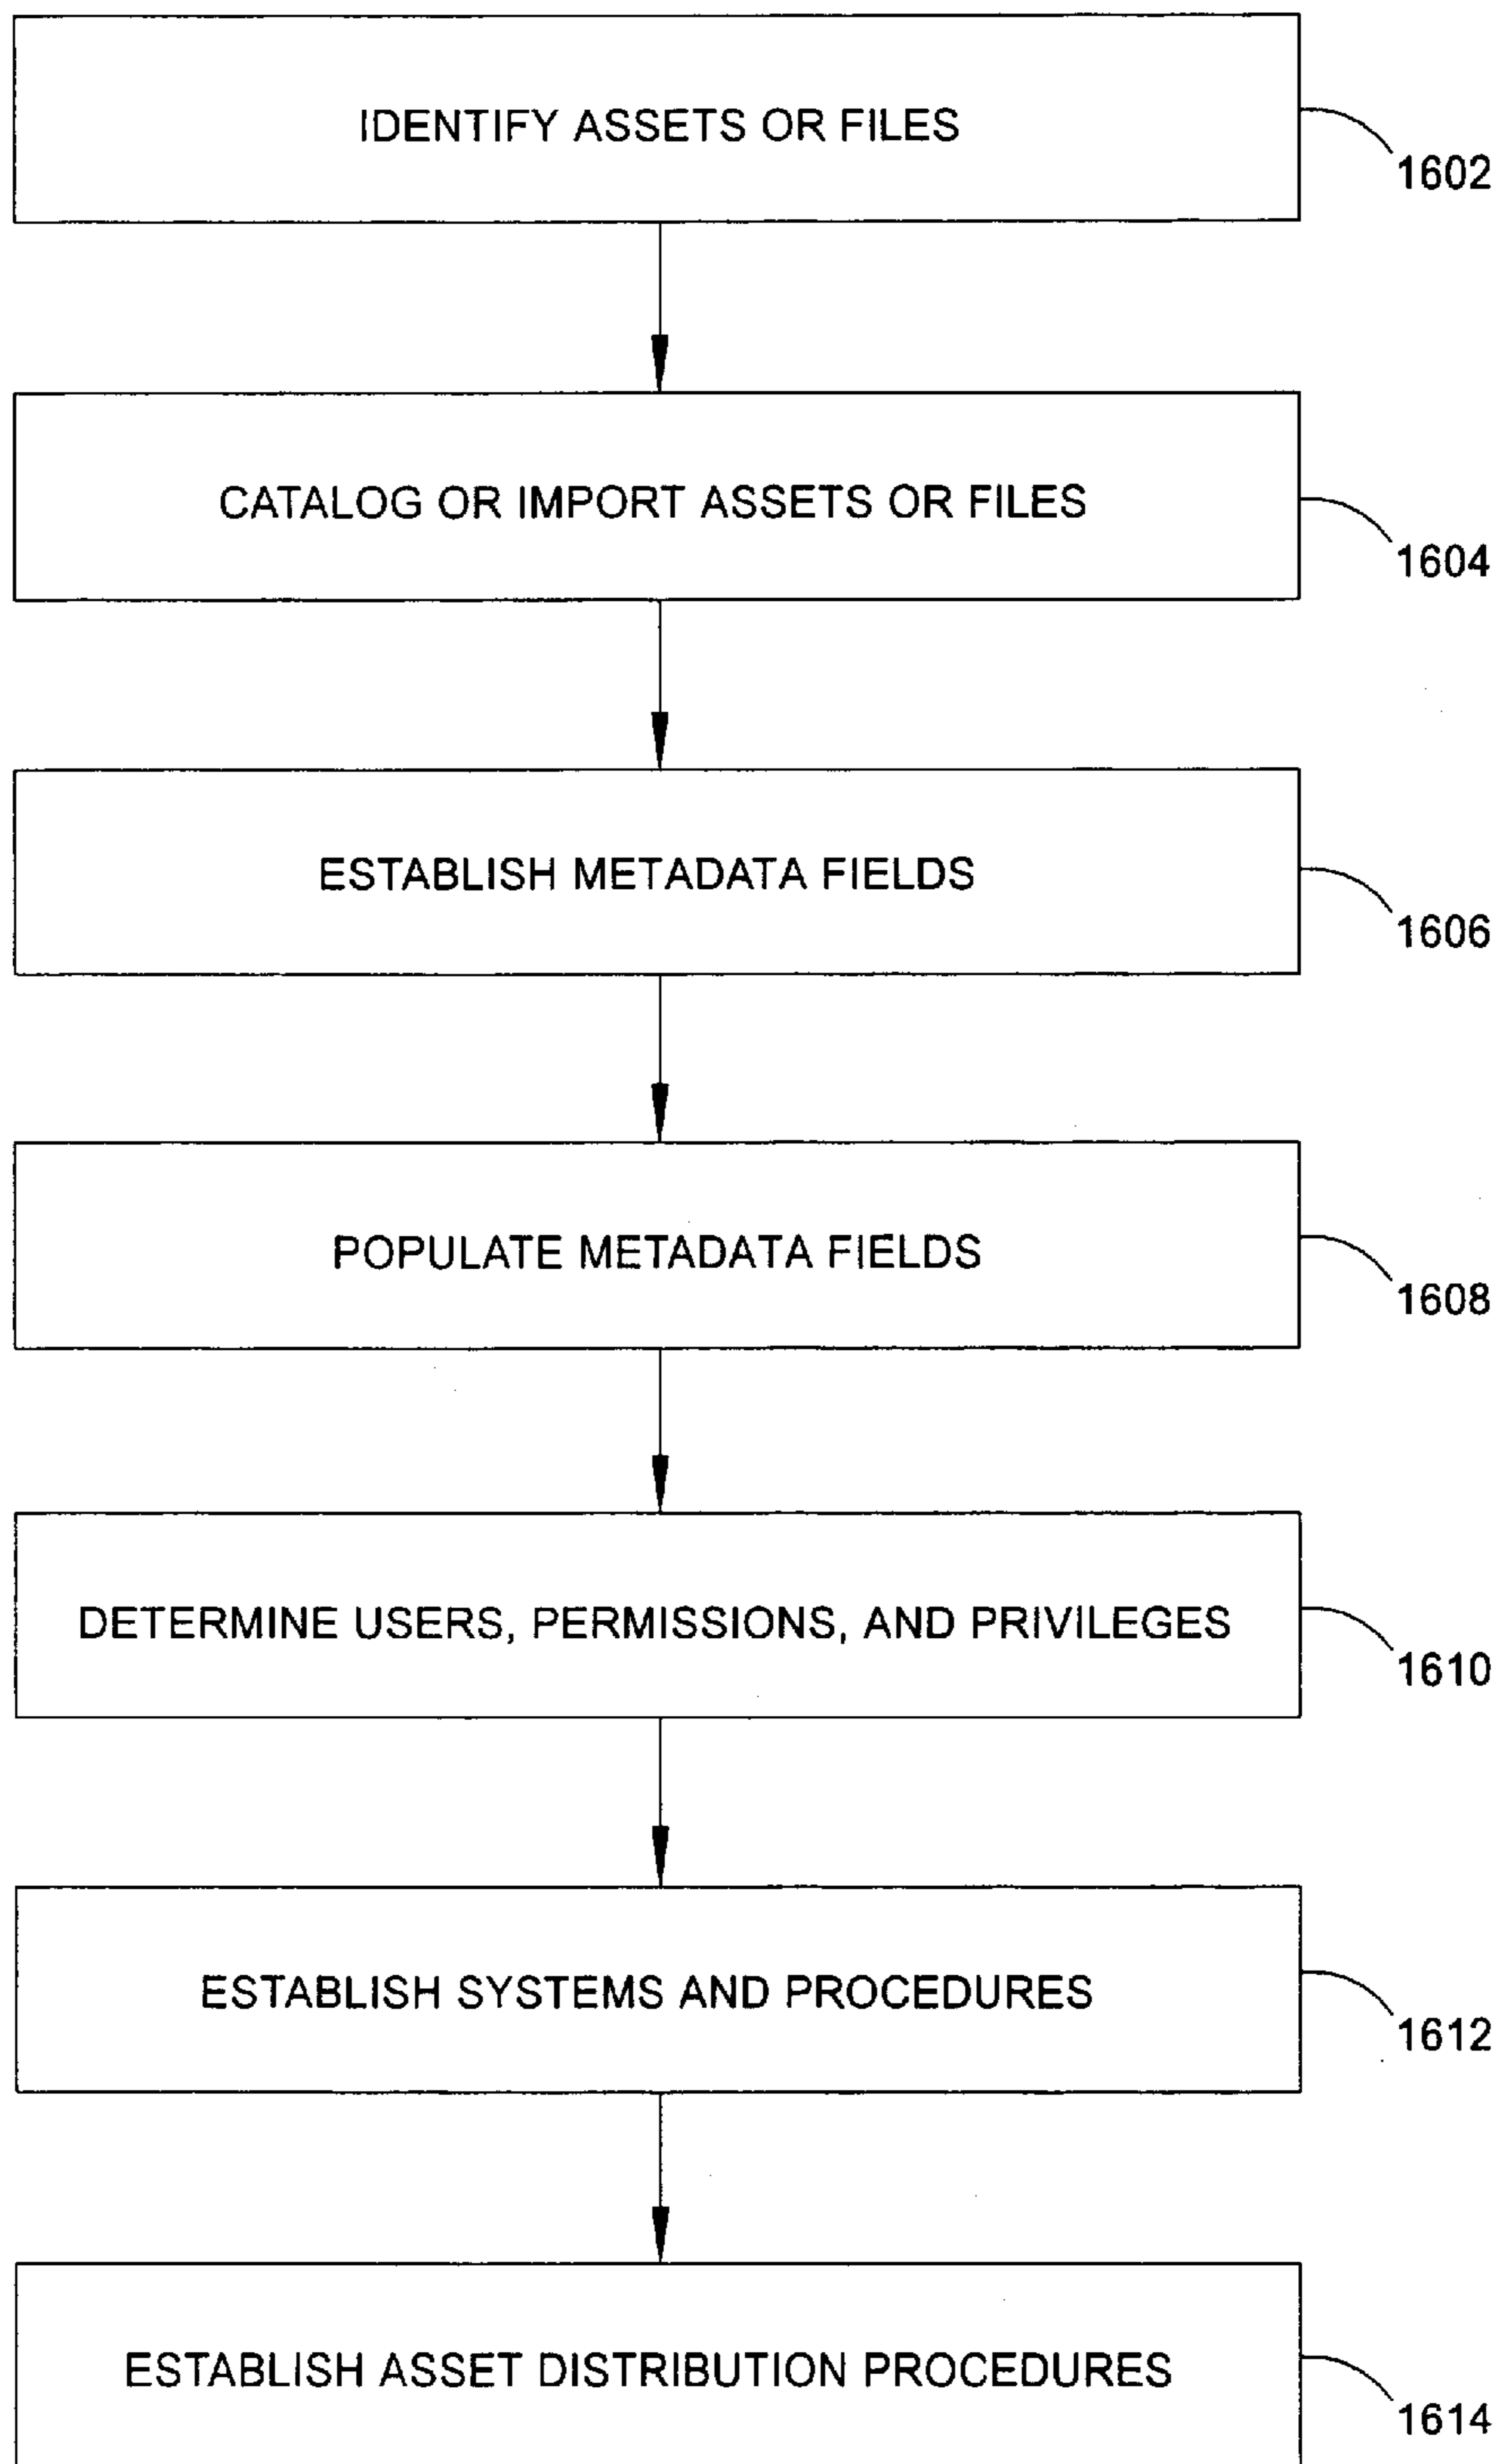 IDENTIFY ASSETS OR FILES
1602
CATALOG OR IMPORT ASSETS OR FILES
1604
ESTABLISH METADATA FIELDS
1606
POPULATE METADATA FIELDS
1608
DETERMINE USERS, PERMISSIONS, AND PRIVILEGES
1610
ESTABLISH SYSTEMS AND PROCEDURES
1612
ESTABLISH ASSET DISTRIBUTION PROCEDURES
1614